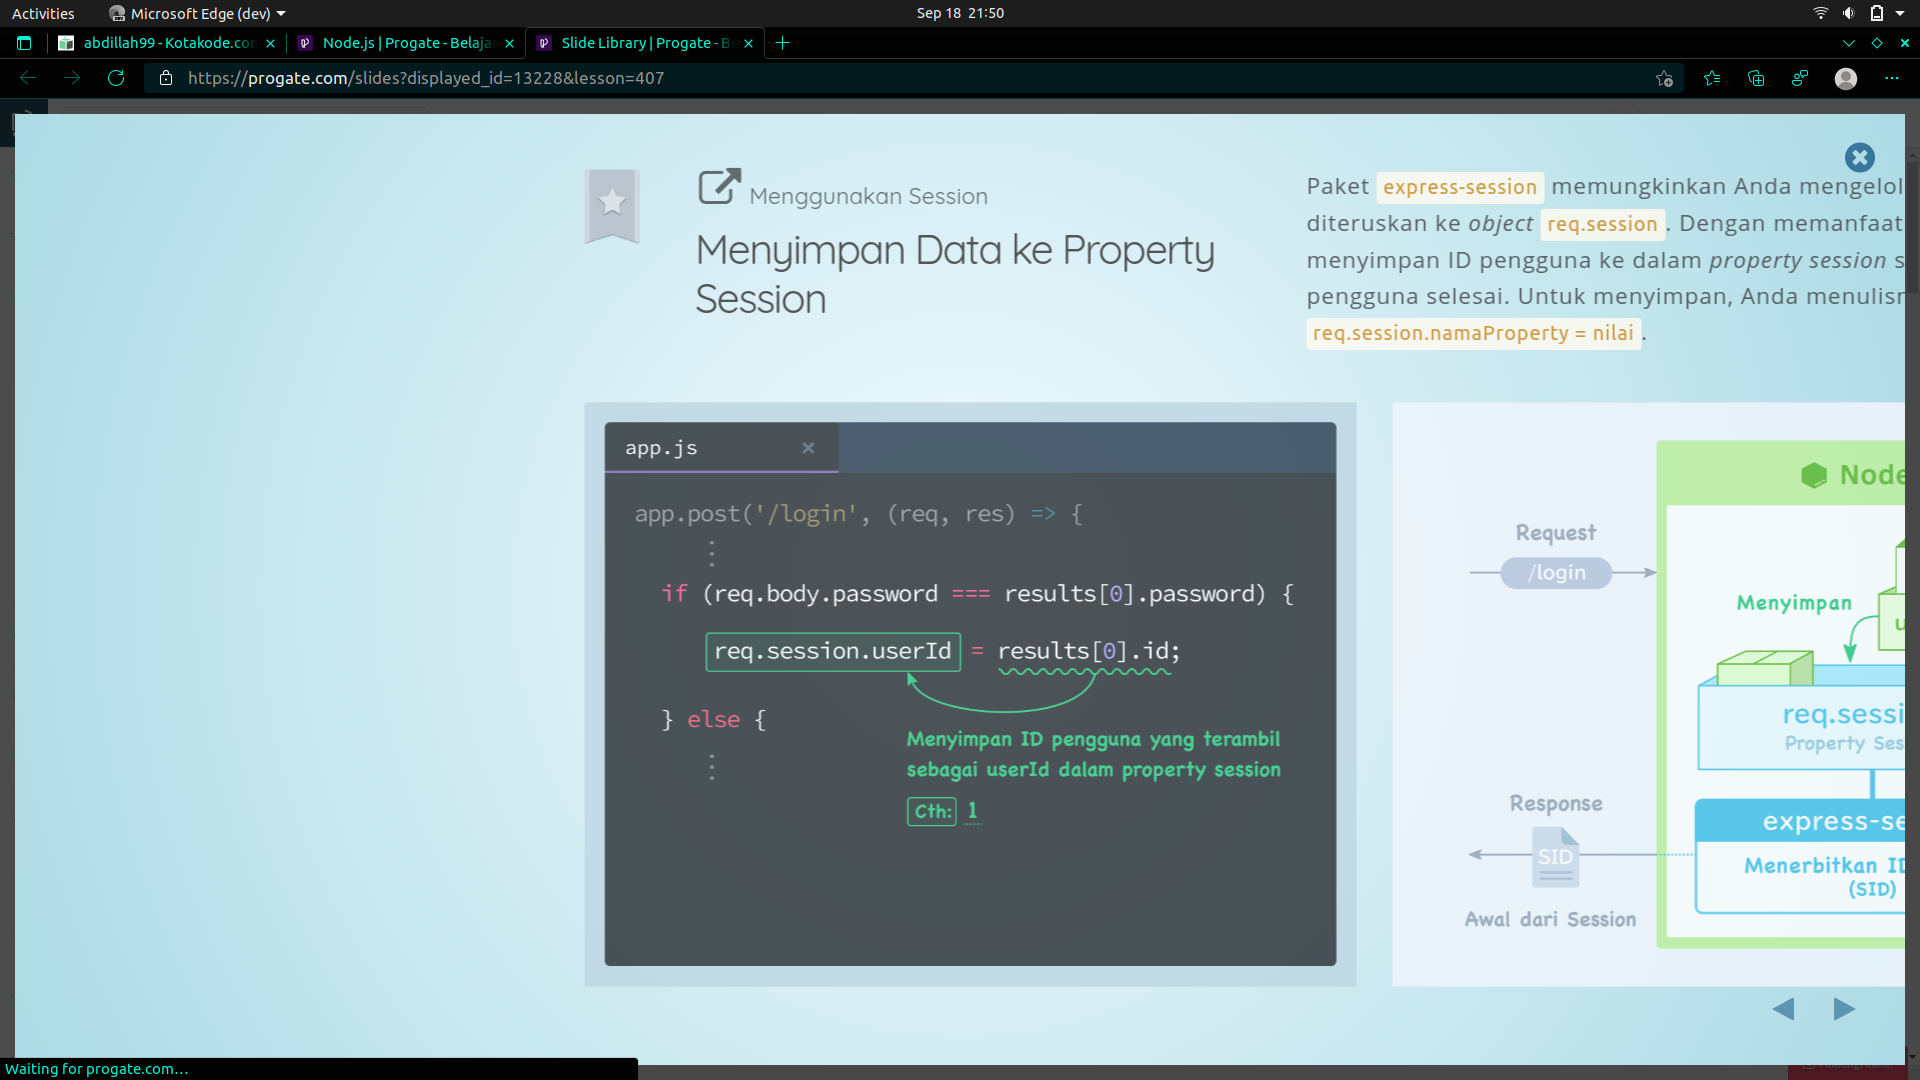 Activities
Microsoft Edge (dev)
Sep 18 21:50
abdillah99 - Kotakode.con
Node.js | Progate - Belaja
Slide Library | Progate - B
https://progate.com/slides?displayed_id=13228&lesson=407
Menggunakan Session
Menyimpan Data ke Property
Session
Paket express-session memungkinkan Anda mengelol
diteruskan ke object req.session. Dengan memanfaat
menyimpan ID pengguna ke dalam property session s
pengguna selesai. Untuk menyimpan, Anda menulisr
req.session.namaProperty = nilai.
app.js
app.post('/login', (req, res) => {
if (req.body.password === results[0].password) {
req.session.userId = results[0].id;
} else {
Menyimpan ID pengguna yang terambil
sebagai userId dalam property session
Cth: 1
Node
Request
/login
Menyimpan
u
req.sessi
Property Ses
Response
SID
Awal dari Session
express-se
Menerbitkan ID
(SID)
Waiting for progate.com...